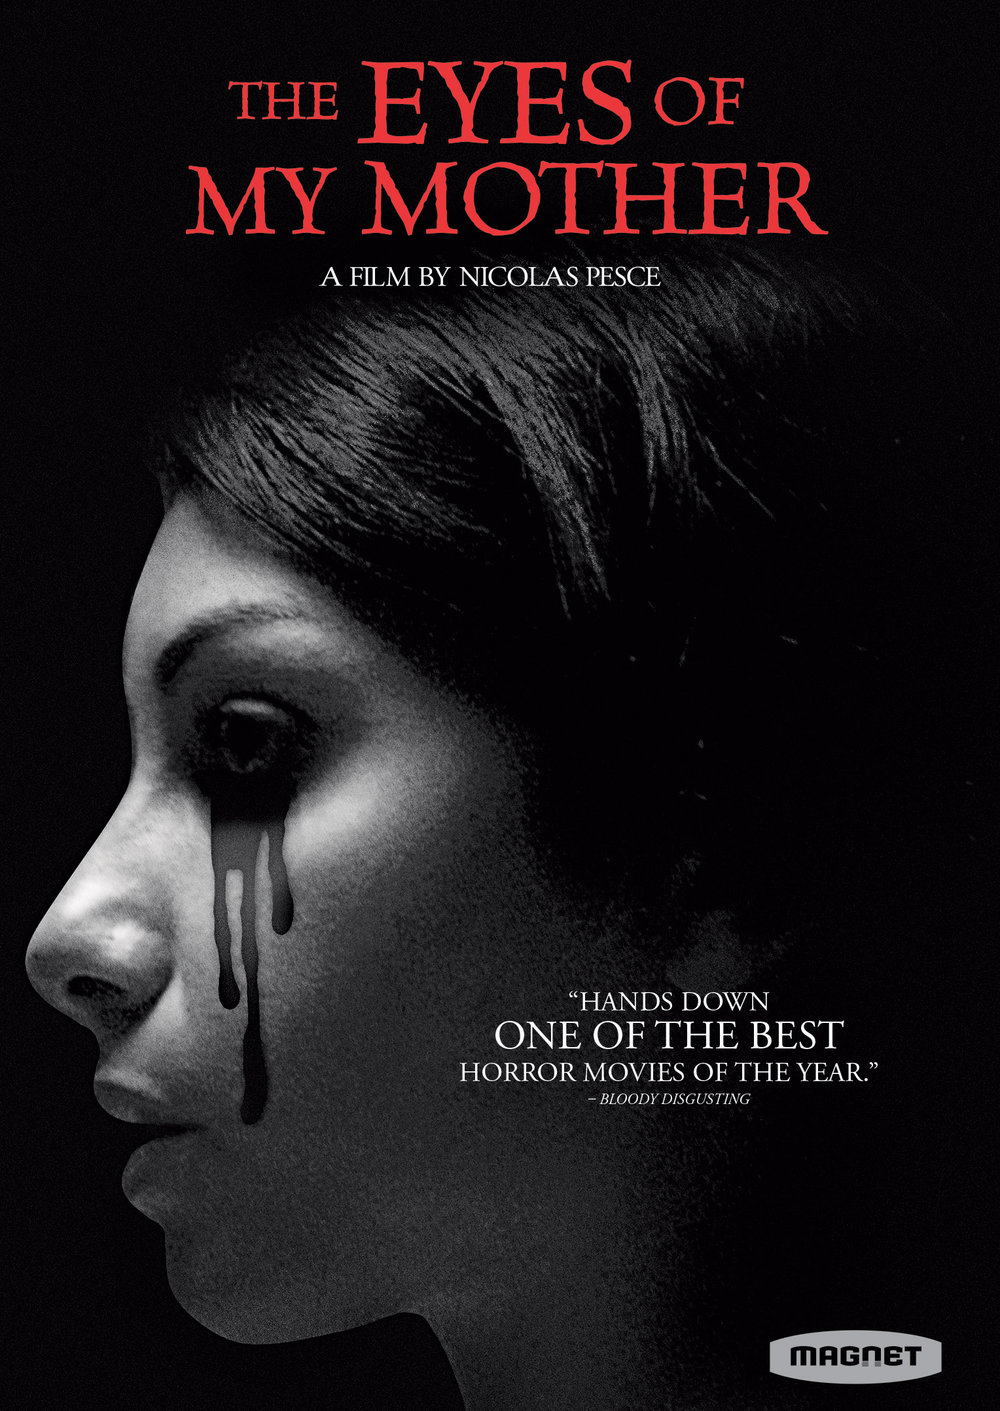 THE EYES OF
MY MOTHER
A FILM BY NICOLAS PESCE
“HANDS DOWN
ONE OF THE BEST
HORROR MOVIES OF THE YEAR.”
– BLOODY DISGUSTING
MAGNET